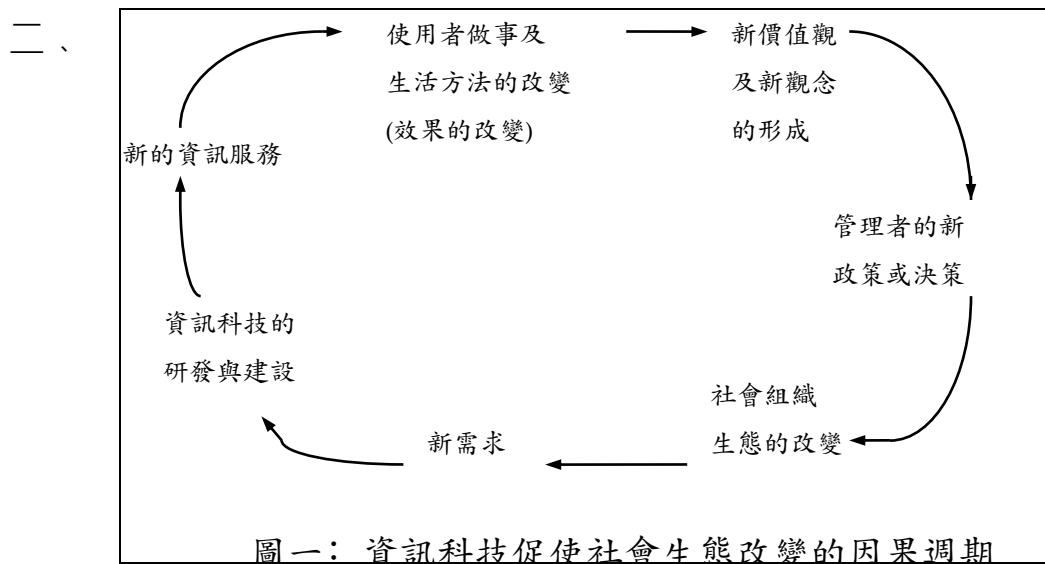 二、
使用者做事及
生活方法的改變
(效果的改變)
新價值觀
及新觀念
的形成
管理者的新
政策或決策
社會組織
生態的改變
新需求
資訊科技的
研發與建設
新的資訊服務
圖一：資訊科技促使社會生態改變的因果週期